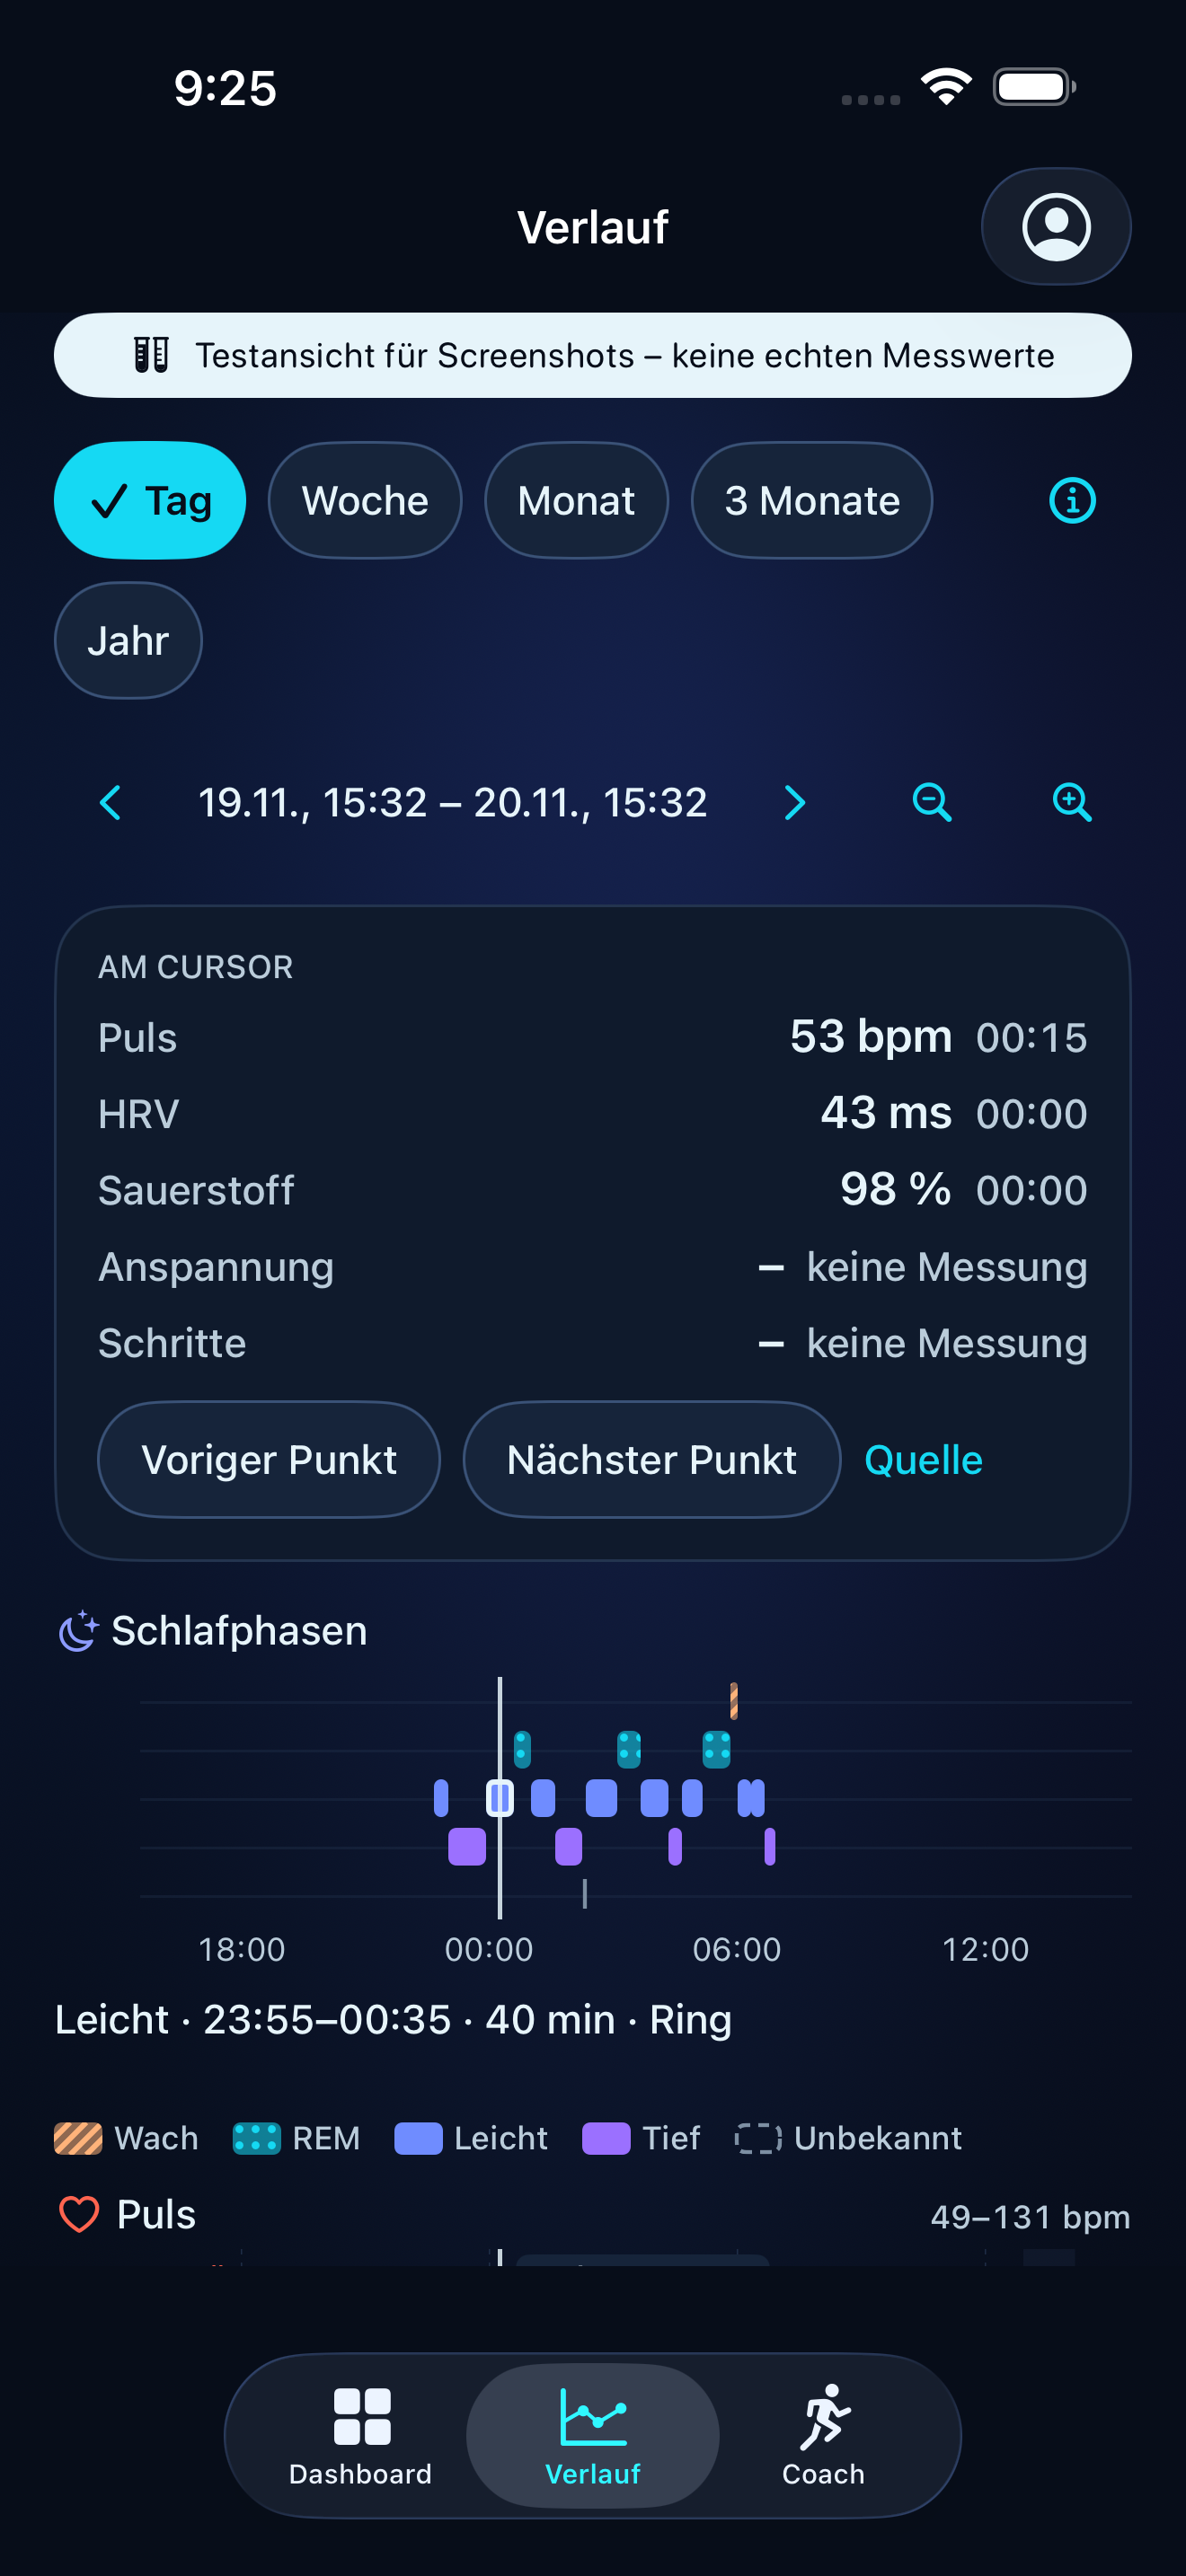 9:25
Verlauf
Testansicht für Screenshots – keine echten Messwerte
Tag Woche Monat 3 Monate
Jahr
19.11., 15:32 – 20.11., 15:32
AM CURSOR
Puls 53 bpm 00:15
HRV 43 ms 00:00
Sauerstoff 98 % 00:00
Anspannung – keine Messung
Schritte – keine Messung
Voriger Punkt Nächster Punkt Quelle
Schlafphasen
18:00 00:00 06:00 12:00
Leicht · 23:55–00:35 · 40 min · Ring
Wach REM Leicht Tief Unbekannt
Puls 49–131 bpm
Dashboard Verlauf Coach